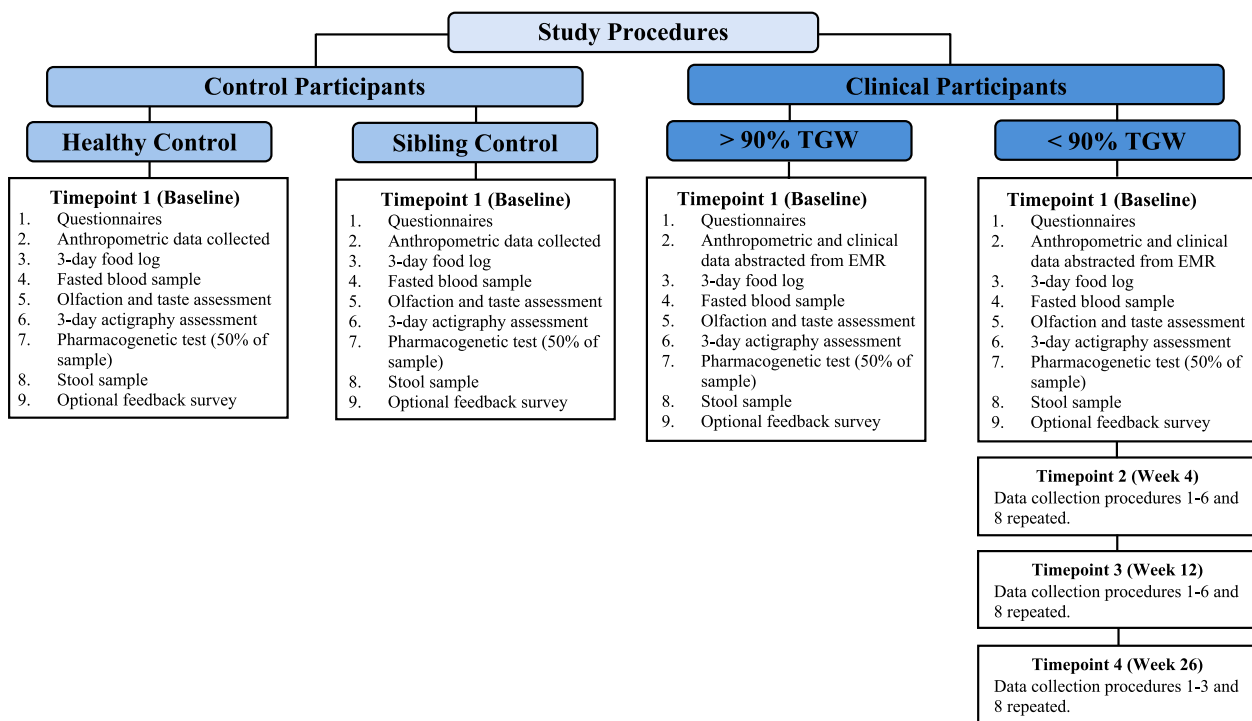 Study Procedures
Control Participants
Clinical Participants
Healthy Control
Sibling Control
> 90% TGW
< 90% TGW
Timepoint 1 (Baseline)
1. Questionnaires
2. Anthropometric data collected
3. 3-day food log
4. Fasted blood sample
5. Olfaction and taste assessment
6. 3-day actigraphy assessment
7. Pharmacogenetic test (50% of
sample)
8. Stool sample
9. Optional feedback survey
Timepoint 1 (Baseline)
1. Questionnaires
2. Anthropometric data collected
3. 3-day food log
4. Fasted blood sample
5. Olfaction and taste assessment
6. 3-day actigraphy assessment
7. Pharmacogenetic test (50% of
sample)
8. Stool sample
9. Optional feedback survey
Timepoint 1 (Baseline)
1. Questionnaires
2. Anthropometric and clinical
data abstracted from EMR
3. 3-day food log
4. Fasted blood sample
5. Olfaction and taste assessment
6. 3-day actigraphy assessment
7. Pharmacogenetic test (50% of
sample)
8. Stool sample
9. Optional feedback survey
Timepoint 1 (Baseline)
1. Questionnaires
2. Anthropometric and clinical
data abstracted from EMR
3. 3-day food log
4. Fasted blood sample
5. Olfaction and taste assessment
6. 3-day actigraphy assessment
7. Pharmacogenetic test (50% of
sample)
8. Stool sample
9. Optional feedback survey
Timepoint 2 (Week 4)
Data collection procedures 1-6 and
8 repeated.
Timepoint 3 (Week 12)
Data collection procedures 1-6 and
8 repeated.
Timepoint 4 (Week 26)
Data collection procedures 1-3 and
8 repeated.